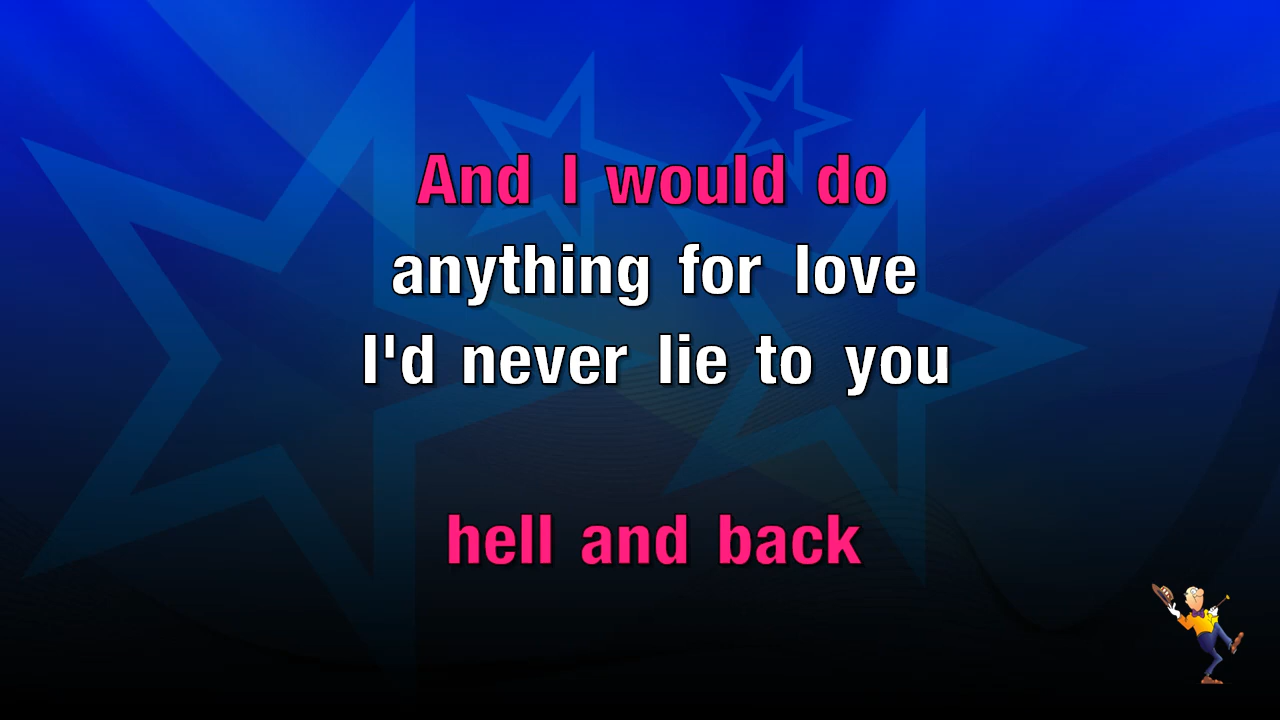 And I would do
anything for love
I'd never lie to you
hell and back